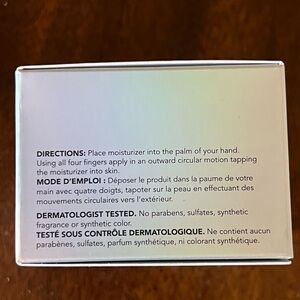 DIRECTIONS: Place moisturizer into the palm of your hand.
Using all four fingers apply in an outward circular motion tapping
the moisturizer into skin.
MODE D'EMPLOI : Déposer le produit dans la paume de votre
main avec quatre doigts, tapoter sur la peau en effectuant des
mouvements circulaires vers l'extérieur.
DERMATOLOGIST TESTED. No parabens, sulfates, synthetic
fragrance or synthetic color.
TESTÉ SOUS CONTRÔLE DERMATOLOGIQUE. Ne contient aucun
parabènes, sulfates, parfum synthétique, ni colorant synthétique.